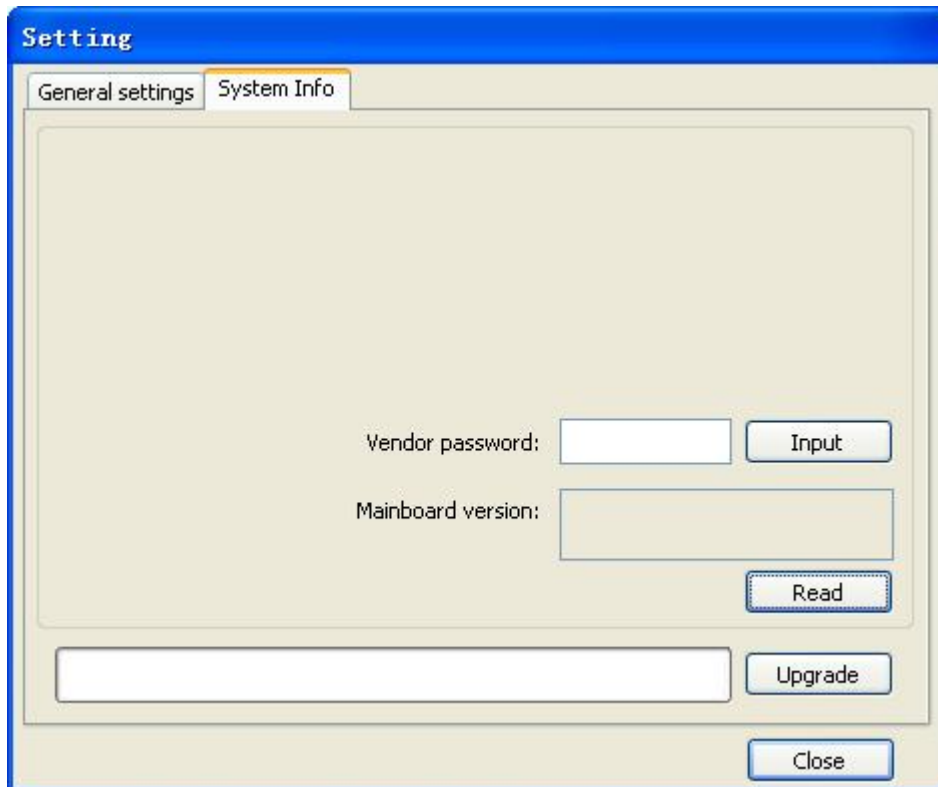 Setting
General settings System Info
Vendor password: Input
Mainboard version:
Read
Upgrade
Close